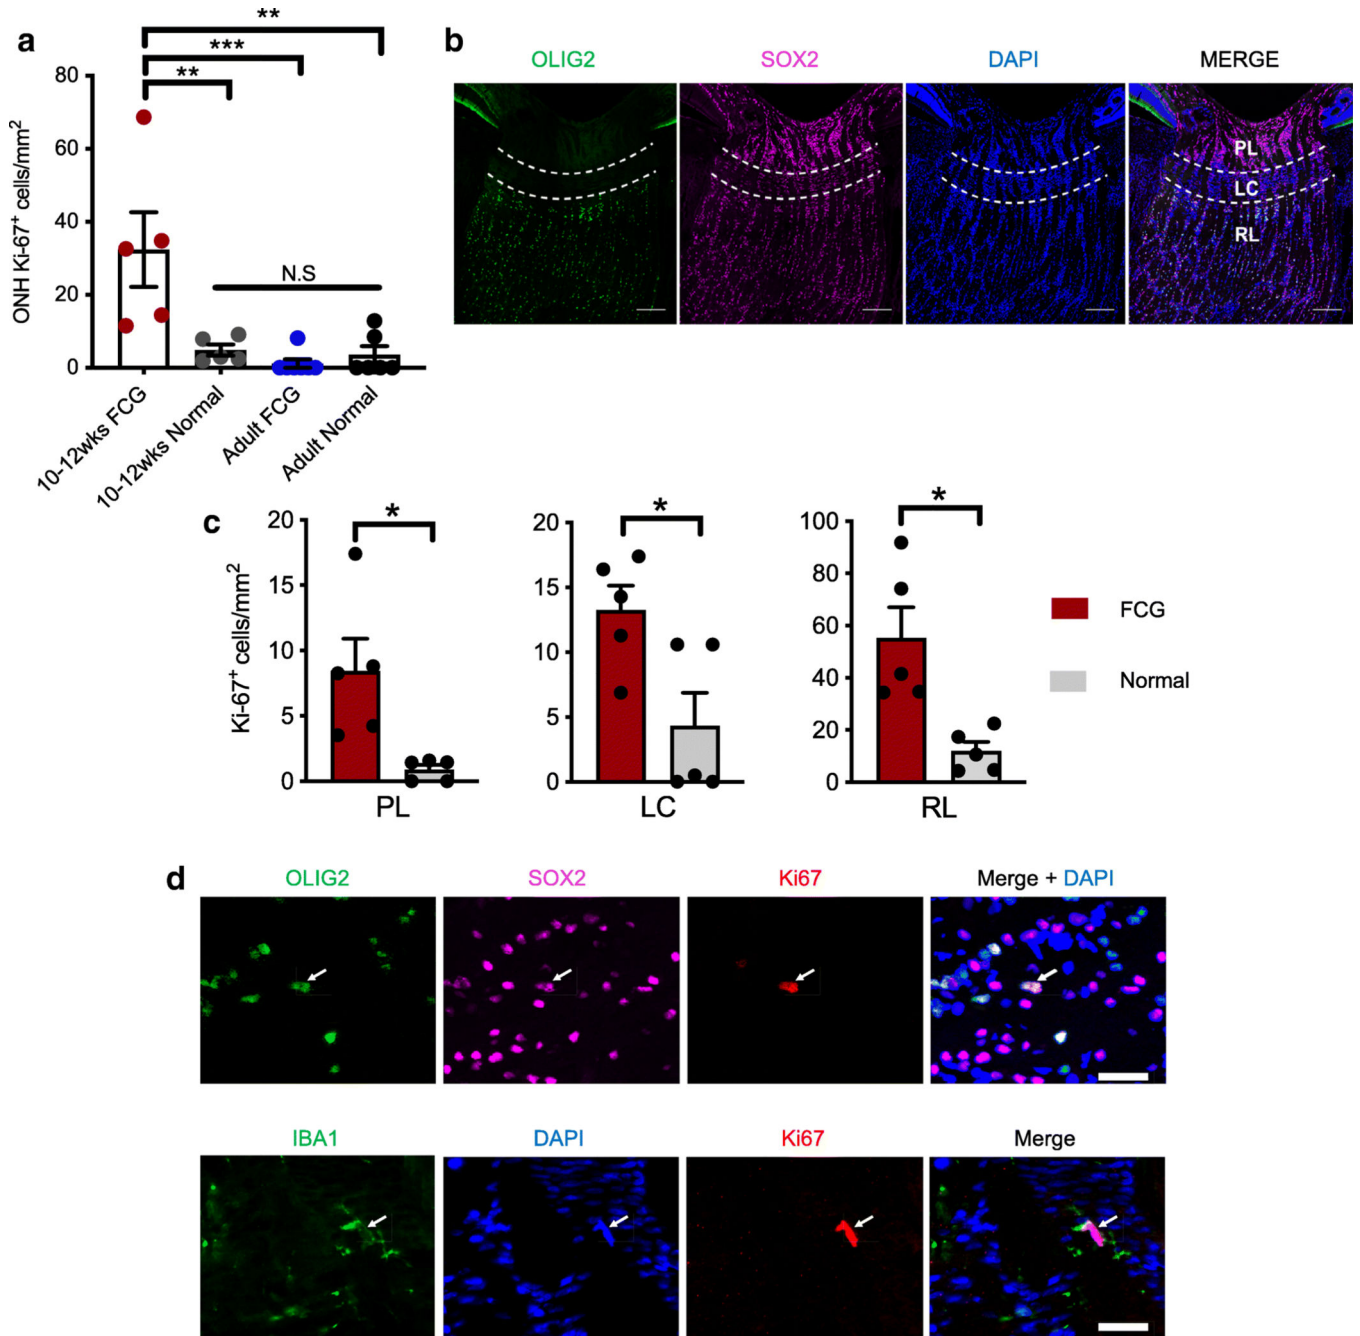 a
**
***
**
80
60
40
20
0
ONH Ki-67⁺ cells/mm²
N.S
10-12wks FCG
10-12wks Normal
Adult FCG
Adult Normal
b
OLIG2
SOX2
DAPI
MERGE
PL
LC
RL
c
Ki-67⁺ cells/mm²
20
15
10
5
0
*
PL
20
15
10
5
0
*
LC
100
80
60
40
20
0
*
RL
FCG
Normal
d
OLIG2
SOX2
Ki67
Merge + DAPI
IBA1
DAPI
Ki67
Merge